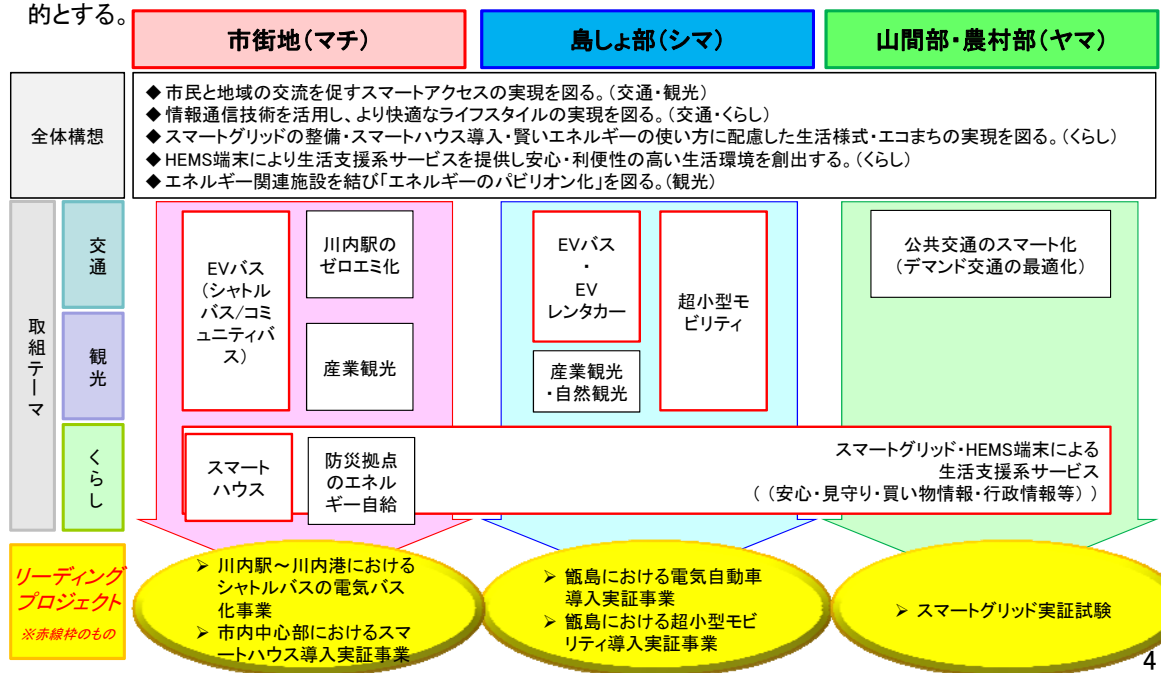 的とする。
市街地(マチ)
島しょ部(シマ)
山間部・農村部(ヤマ)
全体構想
◆市民と地域の交流を促すスマートアクセスの実現を図る。(交通・観光)
◆情報通信技術を活用し、より快適なライフスタイルの実現を図る。(交通・くらし)
◆スマートグリッドの整備・スマートハウス導入・賢いエネルギーの使い方に配慮した生活様式・エコまちの実現を図る。(くらし)
◆HEMS端末により生活支援系サービスを提供し安心・利便性の高い生活環境を創出する。(くらし)
◆エネルギー関連施設を結び「エネルギーのパビリオン化」を図る。(観光)
取組テーマ
交通
EVバス
(シャトル
バス/コミ
ュニティバ
ス)
川内駅の
ゼロエミ化
EVバス
・
EV
レンタカー
超小型モ
ビリティ
公共交通のスマート化
(デマンド交通の最適化)
観光
産業観光
産業観光
・自然観光
くらし
スマート
ハウス
防災拠点
のエネル
ギー自給
スマートグリッド・HEMS端末による
生活支援系サービス
((安心・見守り・買い物情報・行政情報等))
リーディング
プロジェクト
※赤線枠のもの
➢ 川内駅~川内港における
シャトルバスの電気バス
化事業
➢ 市内中心部におけるスマ
ートハウス導入実証事業
➢ 甑島における電気自動車
導入実証事業
➢ 甑島における超小型モビ
リティ導入実証事業
➢ スマートグリッド実証試験
4